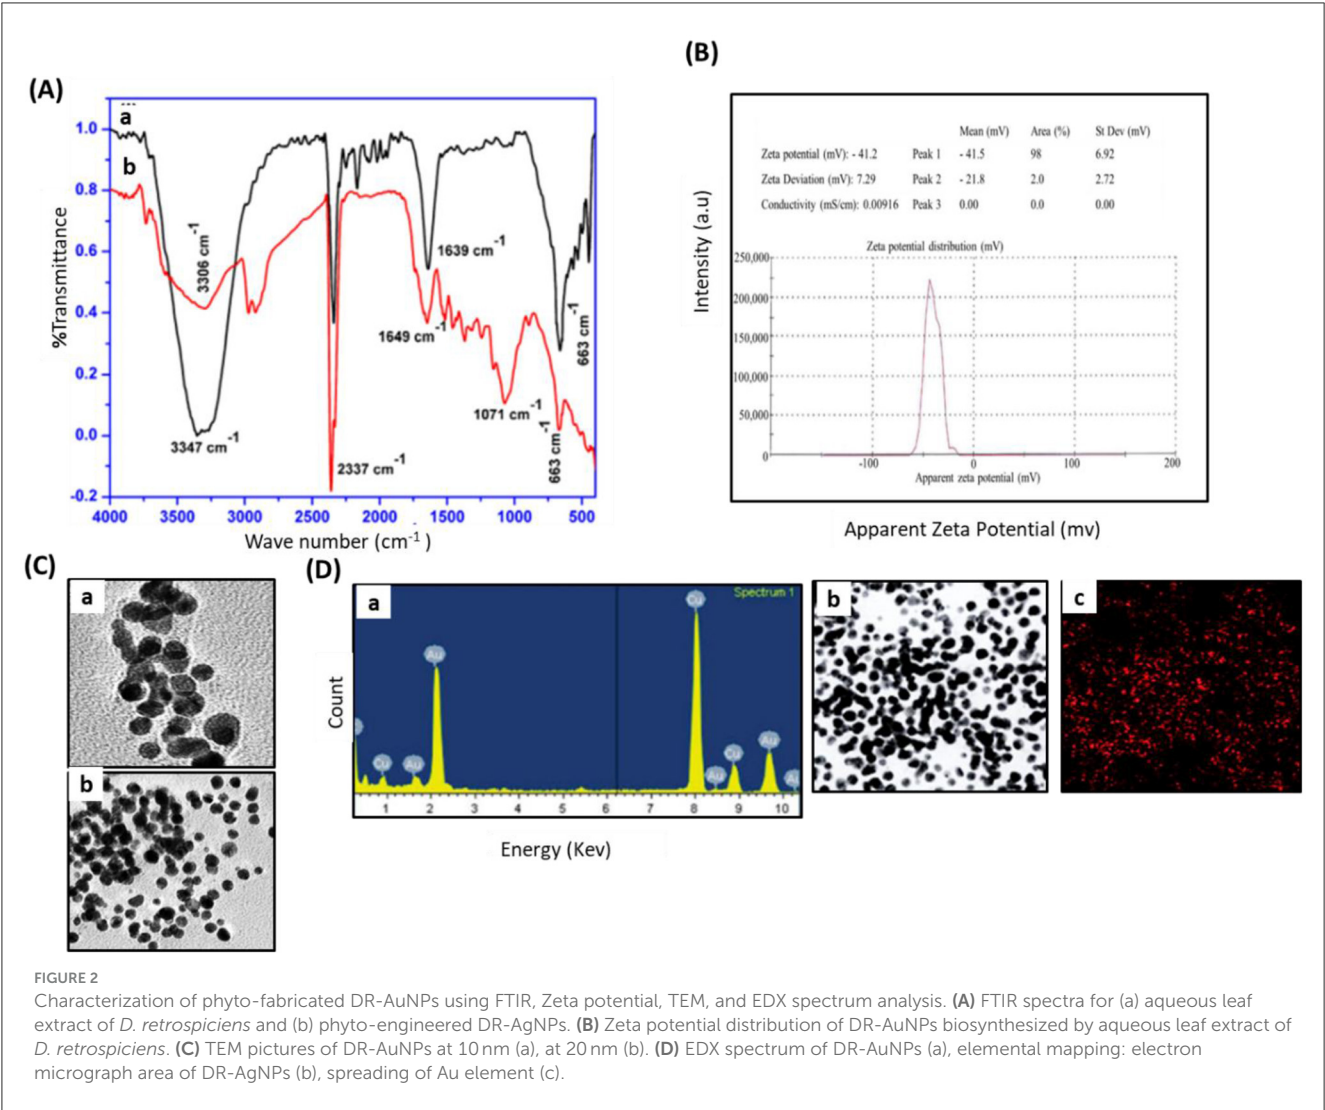 (A)
a
b
1.0
0.8
0.6
0.4
0.2
0.0
-0.2
%Transmittance
3306 cm-1
3347 cm-1
2337 cm-1
1639 cm-1
1649 cm-1
1071 cm-1
663 cm-1
663 cm-1
4000 3500 3000 2500 2000 1500 1000 500
Wave number (cm-1 )
(B)
Mean (mV) Area (%) St Dev (mV)
Zeta potential (mV): - 41.2 Peak 1 - 41.5 98 6.92
Zeta Deviation (mV): 7.29 Peak 2 - 21.8 2.0 2.72
Conductivity (mS/cm): 0.00916 Peak 3 0.00 0.0 0.00
Zeta potential distribution (mV)
Intensity (a.u)
250,000
200,000
150,000
100,000
50,000
0
-100 0 100 200
Apparent zeta potential (mV)
Apparent Zeta Potential (mv)
(C)
a
b
(D)
a
Spectrum 1
Cu
Au
Cu
Au
Au
Cu
Au
1 2 3 4 5 6 7 8 9 10
Count
Energy (Kev)
b
c
FIGURE 2
Characterization of phyto-fabricated DR-AuNPs using FTIR, Zeta potential, TEM, and EDX spectrum analysis. (A) FTIR spectra for (a) aqueous leaf
extract of D. retrospiciens and (b) phyto-engineered DR-AgNPs. (B) Zeta potential distribution of DR-AuNPs biosynthesized by aqueous leaf extract of
D. retrospiciens. (C) TEM pictures of DR-AuNPs at 10 nm (a), at 20 nm (b). (D) EDX spectrum of DR-AuNPs (a), elemental mapping: electron
micrograph area of DR-AgNPs (b), spreading of Au element (c).